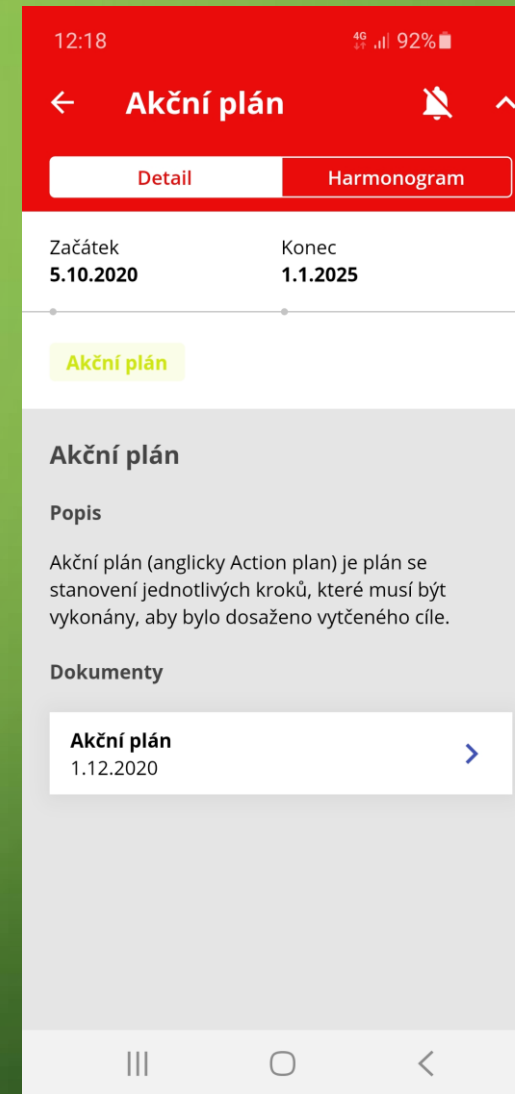 12:18
4G 92%
Akční plán
Detail Harmonogram
Začátek Konec
5.10.2020 1.1.2025
Akční plán
Akční plán
Popis
Akční plán (anglicky Action plan) je plán se
stanovení jednotlivých kroků, které musí být
vykonány, aby bylo dosaženo vytčeného cíle.
Dokumenty
Akční plán
1.12.2020